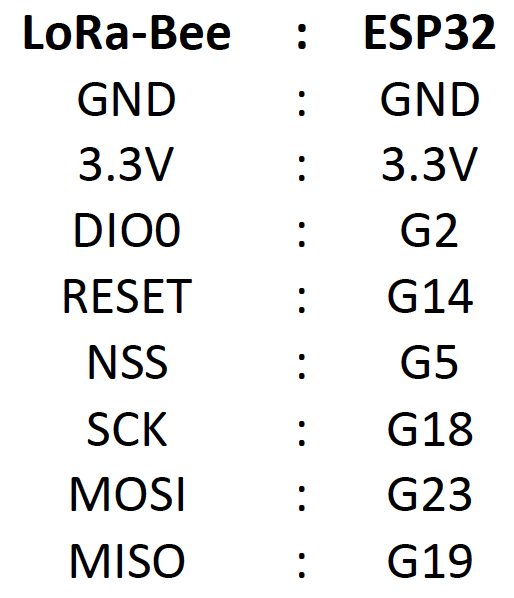 LoRa-Bee : ESP32
GND : GND
3.3V : 3.3V
DIO0 : G2
RESET : G14
NSS : G5
SCK : G18
MOSI : G23
MISO : G19